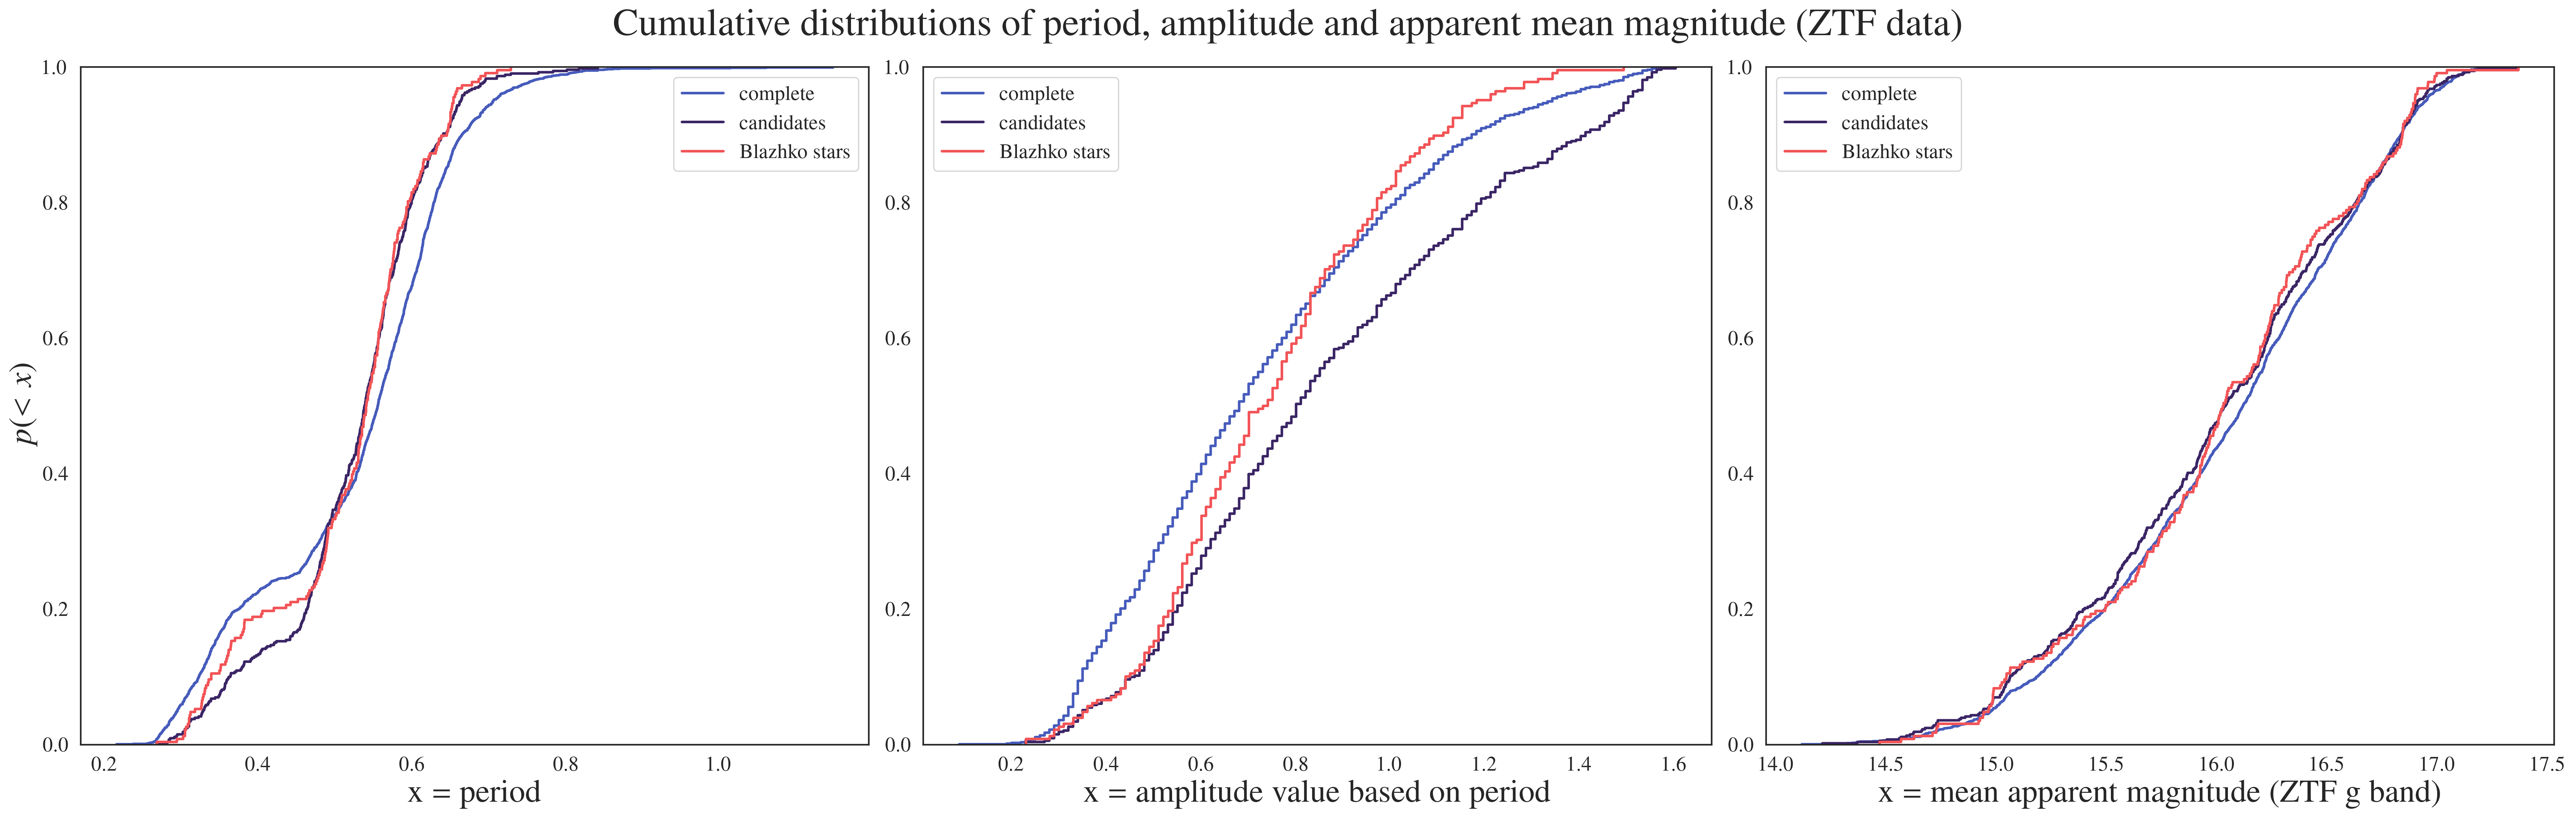 Cumulative distributions of period, amplitude and apparent mean magnitude (ZTF data)
p(< x)
1.0
0.8
0.6
0.4
0.2
0.0
complete
candidates
Blazhko stars
0.2 0.4 0.6 0.8 1.0
x = period
1.0
0.8
0.6
0.4
0.2
0.0
complete
candidates
Blazhko stars
0.2 0.4 0.6 0.8 1.0 1.2 1.4 1.6
x = amplitude value based on period
1.0
0.8
0.6
0.4
0.2
0.0
complete
candidates
Blazhko stars
14.0 14.5 15.0 15.5 16.0 16.5 17.0 17.5
x = mean apparent magnitude (ZTF g band)